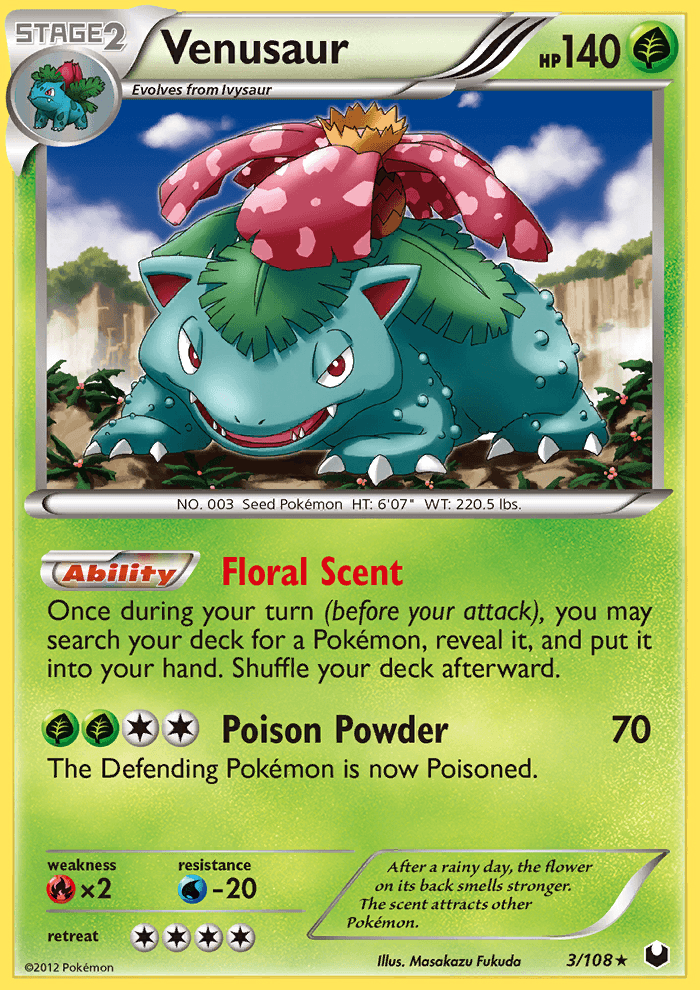 STAGE2
Venusaur
HP140
Evolves from Ivysaur
NO. 003 Seed Pokémon HT: 6'07" WT: 220.5 lbs.
Ability Floral Scent
Once during your turn (before your attack), you may
search your deck for a Pokémon, reveal it, and put it
into your hand. Shuffle your deck afterward.
Poison Powder 70
The Defending Pokémon is now Poisoned.
weakness resistance
×2 -20
retreat
After a rainy day, the flower
on its back smells stronger.
The scent attracts other
Pokémon.
©2012 Pokémon
Illus. Masakazu Fukuda
3/108★